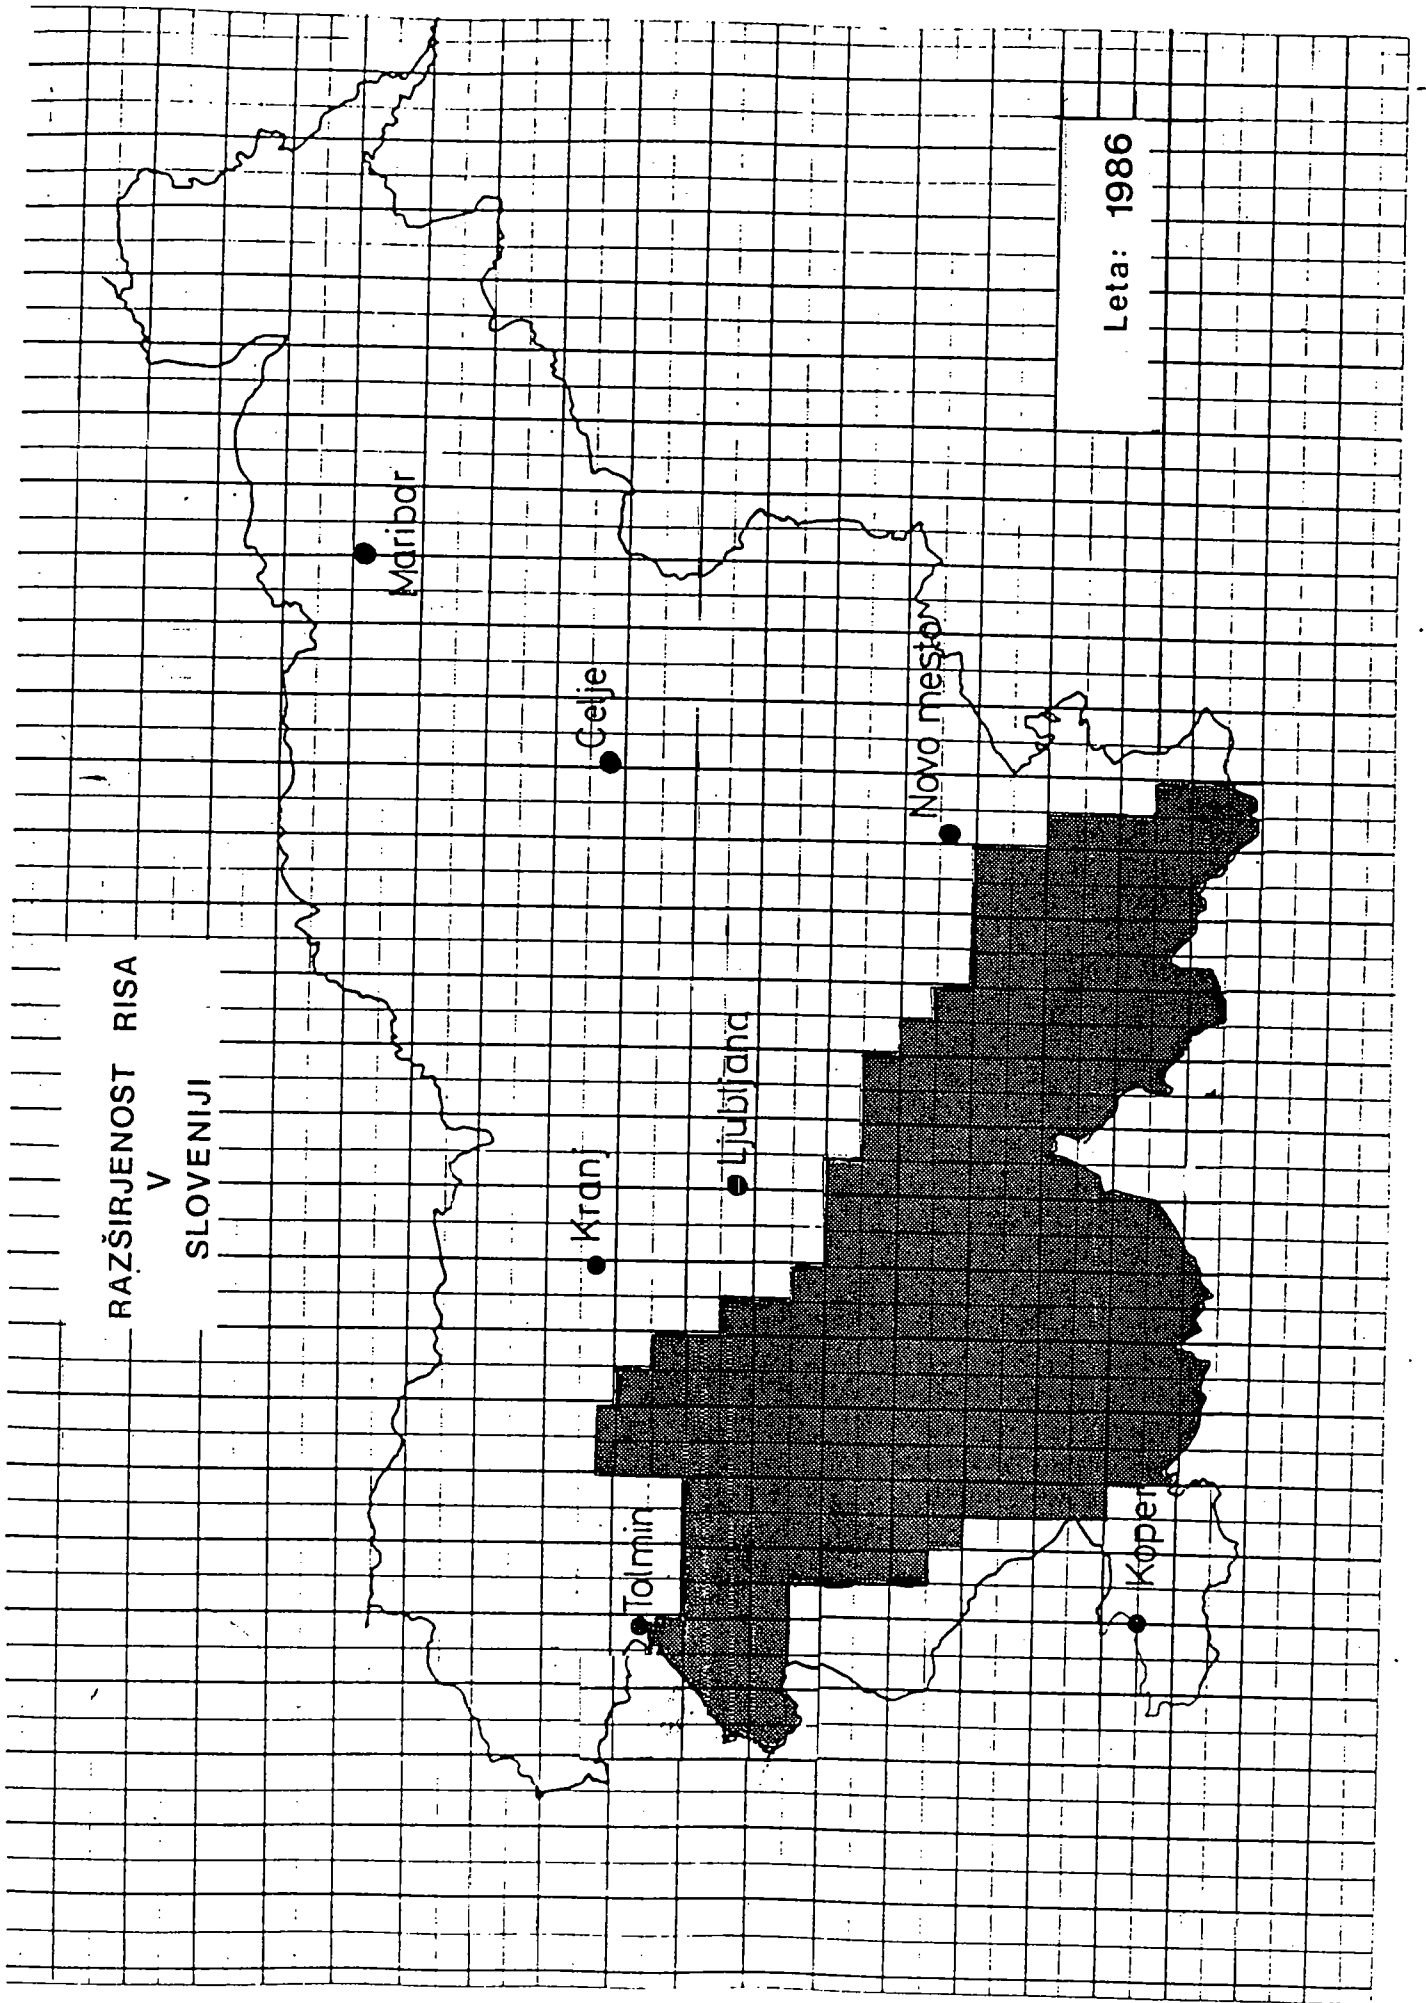 RAZŠIRJENOST RISA
V
SLOVENIJI
Maribor
Celje
Kranj
Ljubljana
Tolmin
Novo mesto
Koper
Leta: 1986